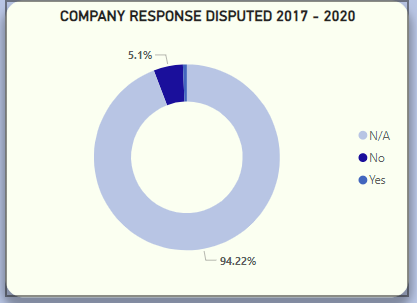 COMPANY RESPONSE DISPUTED 2017 - 2020
5.1%
N/A
No
Yes
94.22%